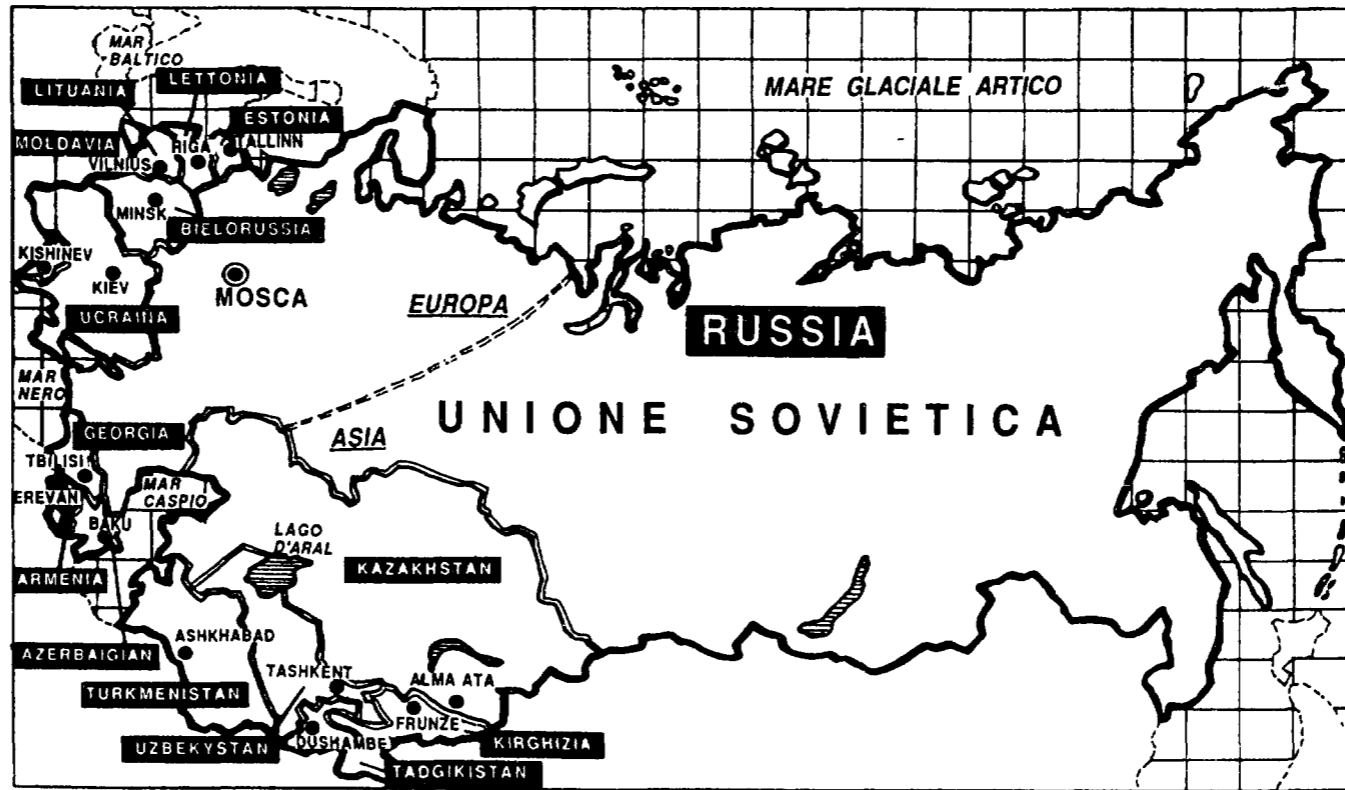 MAR
BALTICO
LETTONIA
LITUANIA
ESTONIA
MOLDAVIA
RIGA
TALLINN
VILNIUS
MINSK
BIELORUSSIA
KISHINEV
KIEV
MOSCA
UCRAINA
MARE GLACIALE ARTICO
EUROPA
RUSSIA
UNIONE SOVIETICA
ASIA
MAR
NERO
GEORGIA
TBILISI
EREVAN
MAR
CASPIO
BAKU
ARMENIA
LAGO
D'ARAL
KAZAKHSTAN
ASHKHABAD
AZERBAIGIAN
TASHKENT
ALMA ATA
TURKMENISTAN
FRUNZE
UZBEKYSTAN
DUSHAMBE
KIRGHIZIA
TADGIKISTAN